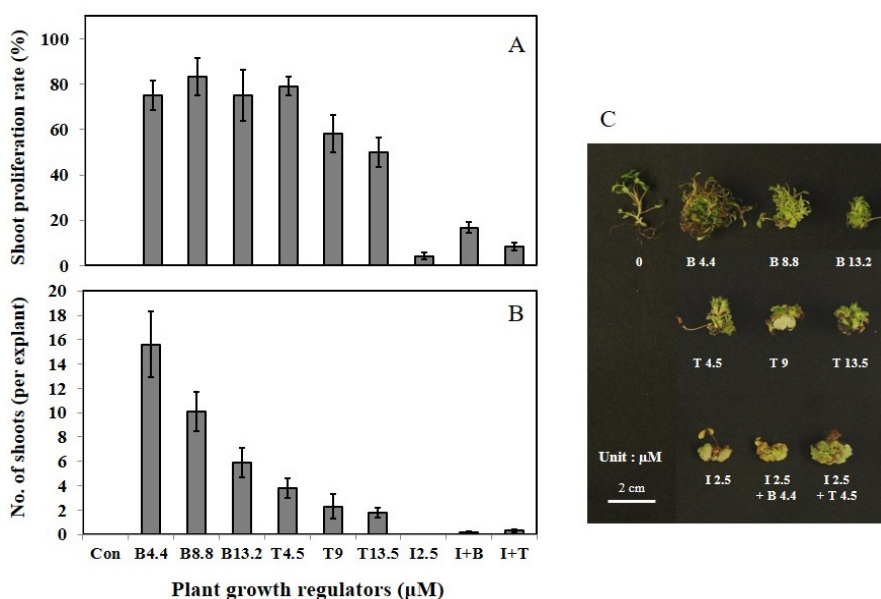 A
Shoot proliferation rate (%)
100
80
60
40
20
0
B
No. of shoots (per explant)
20
18
16
14
12
10
8
6
4
2
0
Con B4.4 B8.8 B13.2 T4.5 T9 T13.5 I2.5 I+B I+T
Plant growth regulators (µM)
C
0 B 4.4 B 8.8 B 13.2
T 4.5 T 9 T 13.5
Unit : µM
2 cm
I 2.5 I 2.5 I 2.5
+ B 4.4 + T 4.5